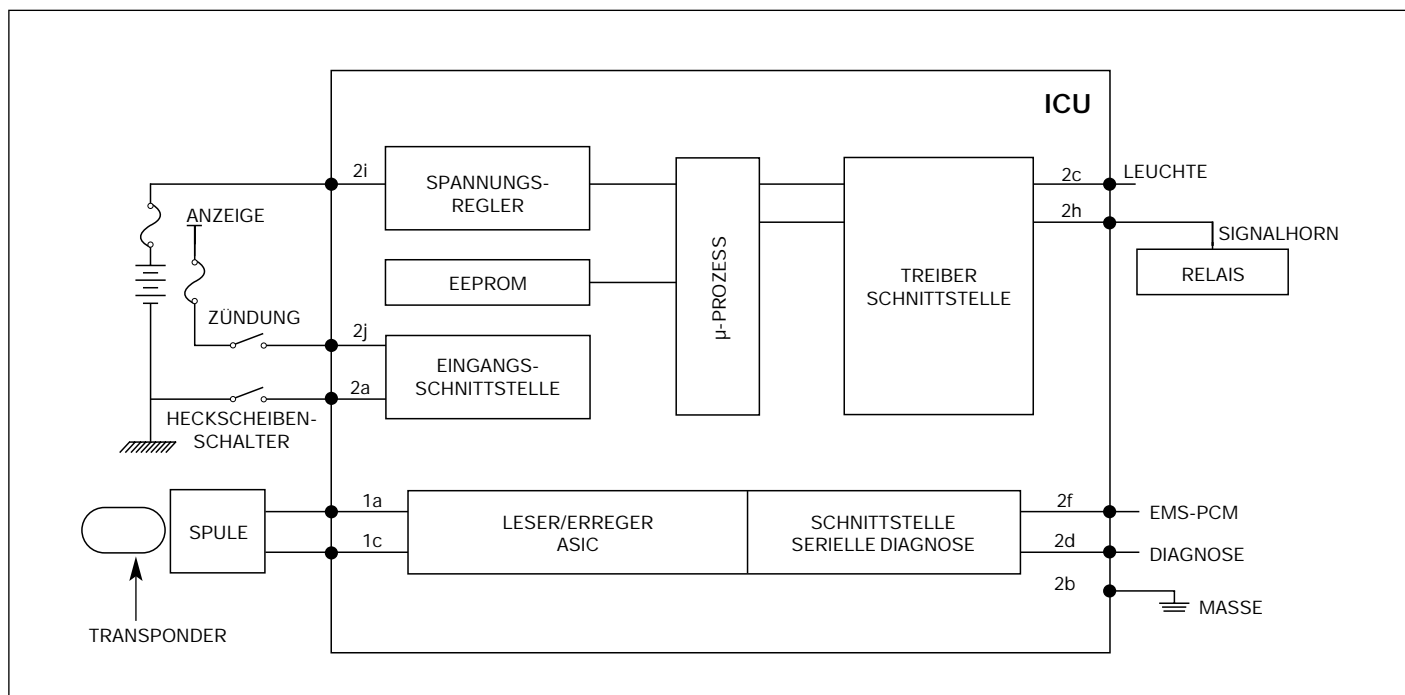 ICU
2i
SPANNUNGS-
REGLER
2c
LEUCHTE
2h
ANZEIGE
SIGNALHORN
RELAIS
µ-PROZESS
TREIBER
SCHNITTSTELLE
EEPROM
ZÜNDUNG
2j
EINGANGS-
SCHNITTSTELLE
2a
HECKSCHEIBEN-
SCHALTER
SPULE
1a
1c
LESER/ERREGER
ASIC
SCHNITTSTELLE
SERIELLE DIAGNOSE
2f
EMS-PCM
2d
DIAGNOSE
2b
MASSE
TRANSPONDER